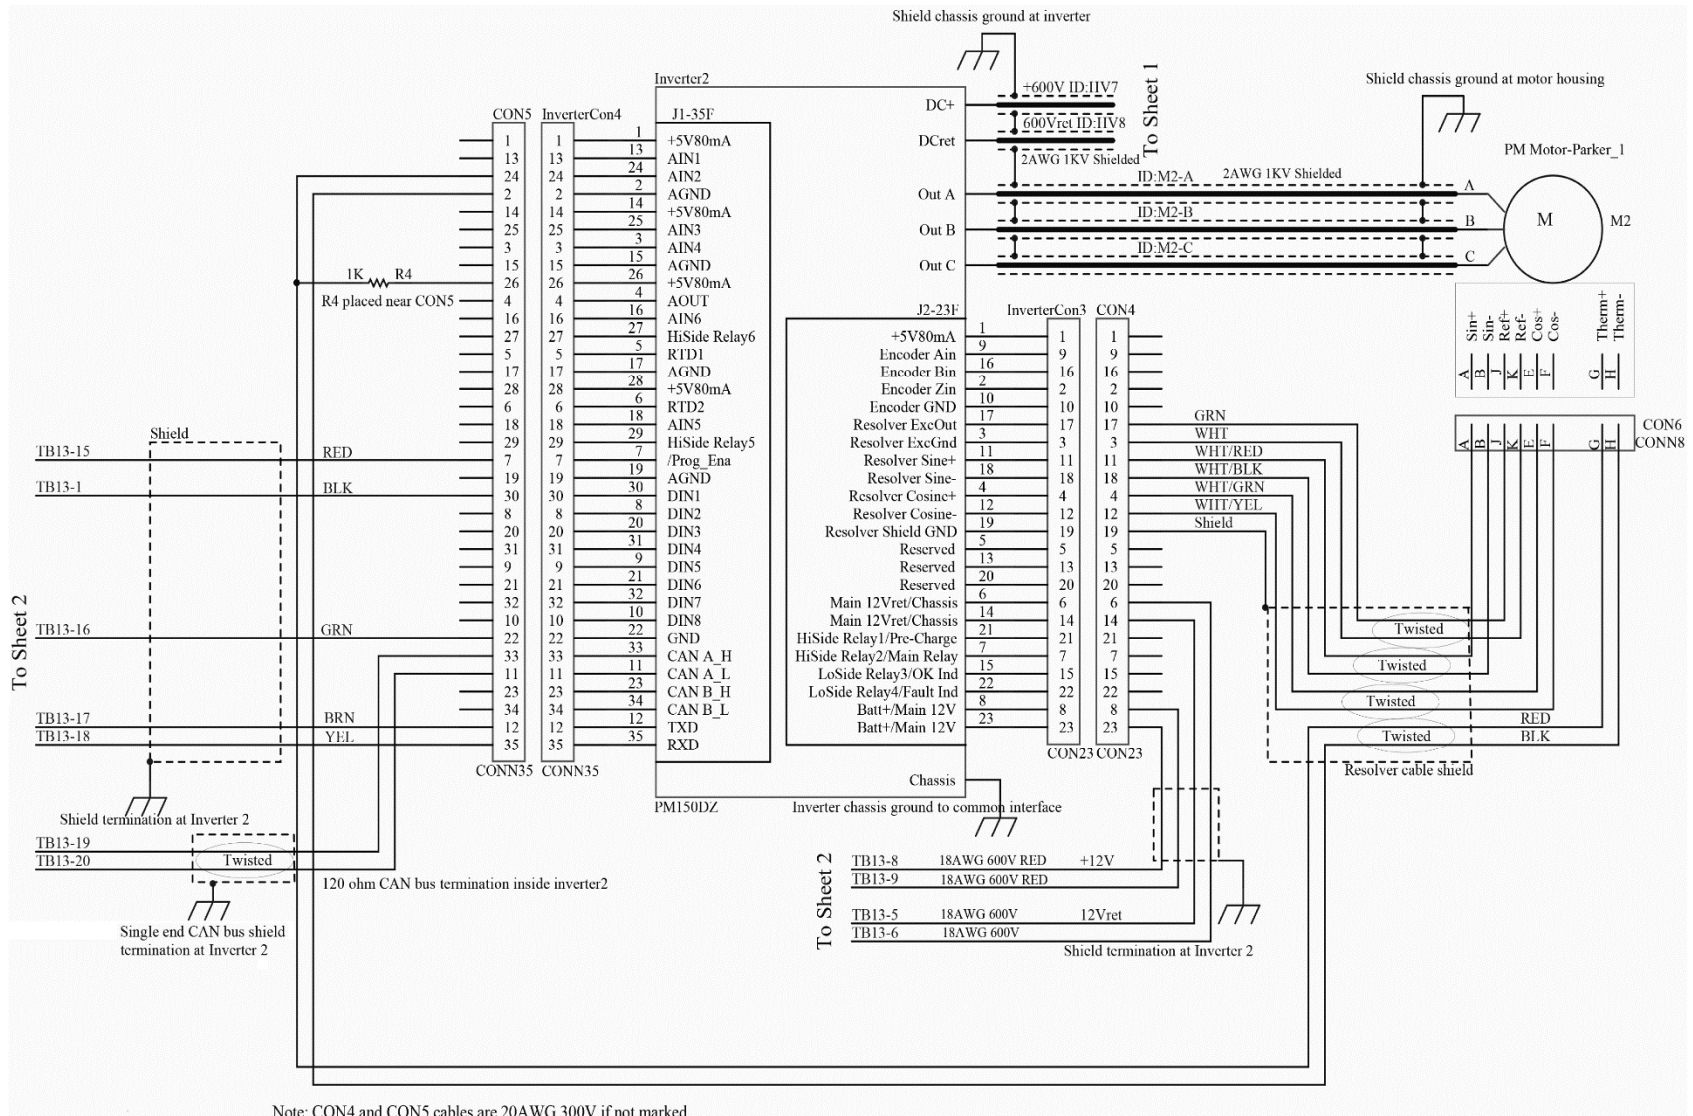 Shield chassis ground at inverter
Shield chassis ground at motor housing
Inverter2
CON5 InverterCon4 J1-35F
1 1 1 +5V80mA
13 13 13 AIN1
24 24 24 AIN2
2 2 2 AGND
14 14 14 +5V80mA
25 25 25 AIN3
3 3 3 AIN4
15 15 15 AGND
1K R4 26 26 26 +5V80mA
R4 placed near CON5 4 4 4 AOUT
16 16 16 AIN6
27 27 27 HiSide Relay6
5 5 5 RTD1
17 17 17 AGND
28 28 28 +5V80mA
6 6 6 RTD2
18 18 18 AIN5
29 29 29 HiSide Relay5
TB13-15 RED 7 7 7 /Prog_Ena
19 19 19 AGND
TB13-1 BLK 30 30 30 DIN1
8 8 8 DIN2
20 20 20 DIN3
31 31 31 DIN4
9 9 9 DIN5
21 21 21 DIN6
32 32 32 DIN7
10 10 10 DIN8
TB13-16 GRN 22 22 22 GND
33 33 33 CAN A_H
11 11 11 CAN A_L
23 23 23 CAN B_H
34 34 34 CAN B_L
TB13-17 BRN 12 12 12 TXD
TB13-18 YEL 35 35 35 RXD
CONN35 CONN35
PM150DZ
Shield
To Sheet 2
Shield termination at Inverter 2
TB13-19
TB13-20
Twisted
120 ohm CAN bus termination inside inverter2
Single end CAN bus shield
termination at Inverter 2
DC+ +600V ID:HV7
DCret 600Vret ID:HV8
2AWG 1KV Shielded
To Sheet 1
Out A ID:M2-A 2AWG 1KV Shielded A
Out B ID:M2-B B
Out C ID:M2-C C
PM Motor-Parker_1
M M2
J2-23F InverterCon3 CON4
+5V80mA 1 1 1
Encoder Ain 9 9 9
Encoder Bin 16 16 16
Encoder Zin 2 2 2
Encoder GND 10 10 10
Resolver ExcOut 17 17 17 GRN
Resolver ExcGnd 3 3 3 WHT
Resolver Sine+ 11 11 11 WHT/RED
Resolver Sine- 18 18 18 WHT/BLK
Resolver Cosine+ 4 4 4 WHT/GRN
Resolver Cosine- 12 12 12 WHT/YEL
Resolver Shield GND 19 19 19 Shield
Reserved 5 5 5
Reserved 13 13 13
Reserved 20 20 20
Main 12Vret/Chassis 6 6 6
Main 12Vret/Chassis 14 14 14
HiSide Relay1/Pre-Charge 21 21 21
HiSide Relay2/Main Relay 7 7 7
LoSide Relay3/OK Ind 15 15 15
LoSide Relay4/Fault Ind 22 22 22
Batt+/Main 12V 8 8 8
Batt+/Main 12V 23 23 23
CON23 CON23
Chassis
Inverter chassis ground to common interface
Sin+ Sin- Ref+ Ref- Cos+ Cos- Therm+ Therm-
A B J K E F G H
A B J K E F G H
CON6
CONN8
Twisted
Twisted
Twisted
Twisted
RED
BLK
Resolver cable shield
To Sheet 2
TB13-8 18AWG 600V RED +12V
TB13-9 18AWG 600V RED
TB13-5 18AWG 600V 12Vret
TB13-6 18AWG 600V
Shield termination at Inverter 2
Note: CON4 and CON5 cables are 20AWG 300V if not marked